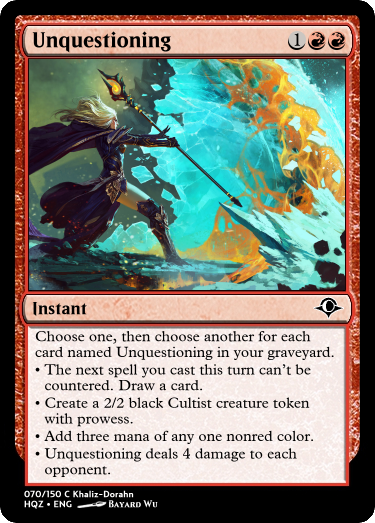 Unquestioning 1
Instant
Choose one, then choose another for each
card named Unquestioning in your graveyard.
• The next spell you cast this turn can't be
countered. Draw a card.
• Create a 2/2 black Cultist creature token
with prowess.
• Add three mana of any one nonred color.
• Unquestioning deals 4 damage to each
opponent.
070/150 C Khaliz-Dorahn
HQZ • ENG Bayard Wu